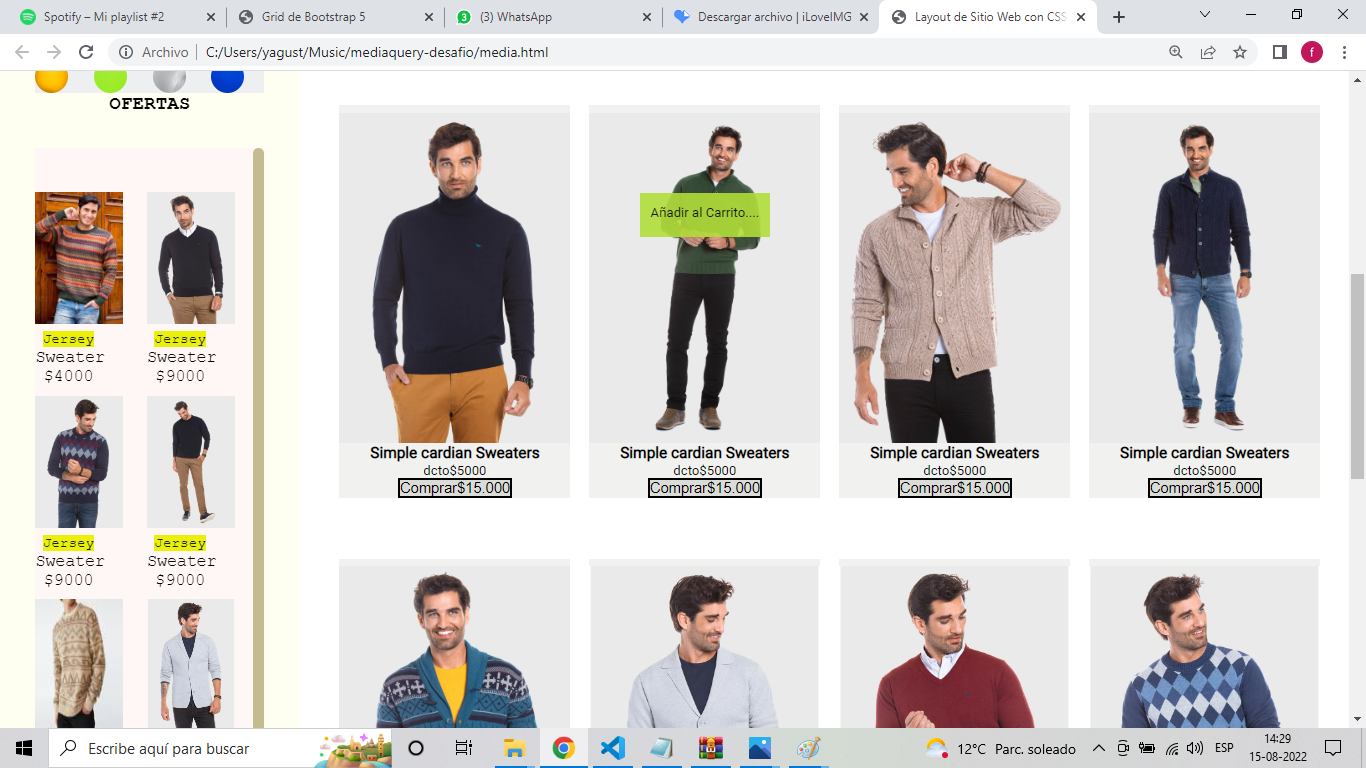 Spotify – Mi playlist #2
Grid de Bootstrap 5
(3) WhatsApp
Descargar archivo | iLoveIMG
Layout de Sitio Web con CSS
Archivo
C:/Users/yagust/Music/mediaquery-desafio/media.html
f
OFERTAS
Jersey
Sweater
$4000
Jersey
Sweater
$9000
Jersey
Sweater
$9000
Jersey
Sweater
$9000
Simple cardian Sweaters
dcto$5000
Comprar$15.000
Añadir al Carrito....
Simple cardian Sweaters
dcto$5000
Comprar$15.000
Simple cardian Sweaters
dcto$5000
Comprar$15.000
Simple cardian Sweaters
dcto$5000
Comprar$15.000
Escribe aquí para buscar
12°C Parc. soleado
ESP
14:29
15-08-2022